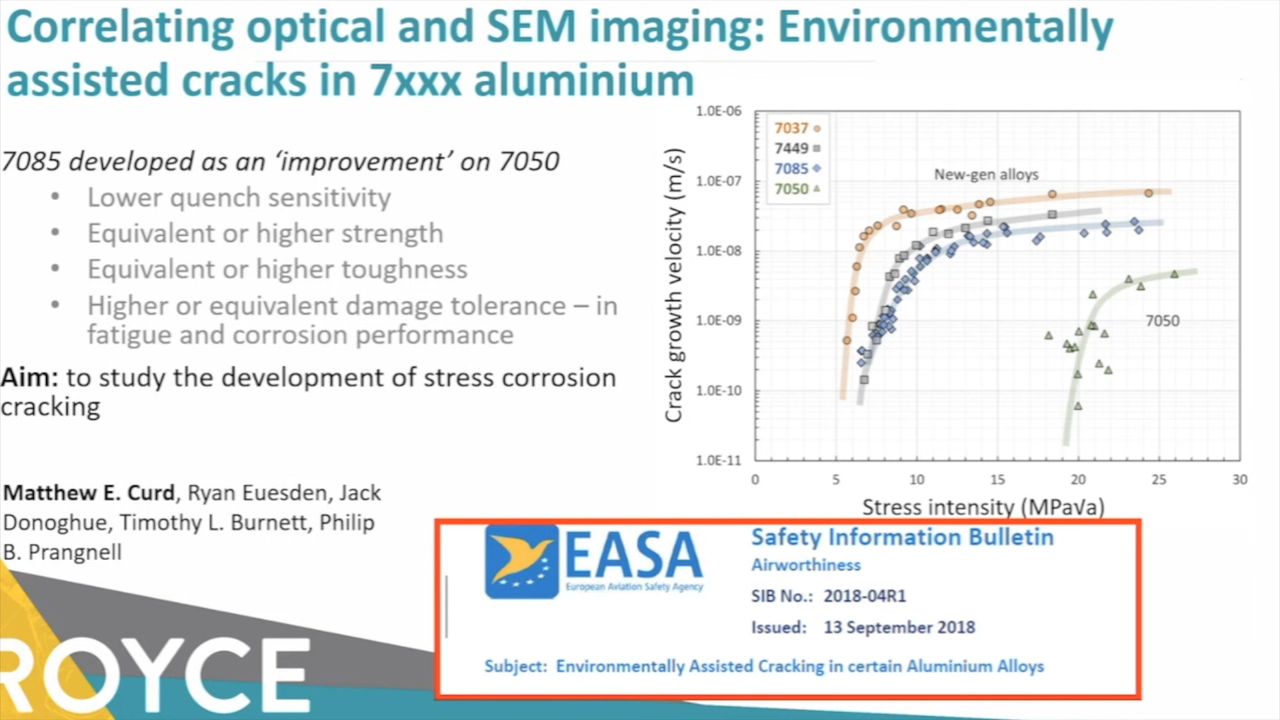 Correlating optical and SEM imaging: Environmentally
assisted cracks in 7xxx aluminium
7085 developed as an ‘improvement’ on 7050
• Lower quench sensitivity
• Equivalent or higher strength
• Equivalent or higher toughness
• Higher or equivalent damage tolerance – in
fatigue and corrosion performance
Aim: to study the development of stress corrosion
cracking
Matthew E. Curd, Ryan Euesden, Jack
Donoghue, Timothy L. Burnett, Philip
B. Prangnell
ROYCE
Crack growth velocity (m/s)
1.0E-06
1.0E-07
1.0E-08
1.0E-09
1.0E-10
1.0E-11
7037
7449
7085
7050
New-gen alloys
7050
0 5 10 15 20 25 30
Stress intensity (MPaVa)
EASA
European Aviation Safety Agency
Safety Information Bulletin
Airworthiness
SIB No.: 2018-04R1
Issued: 13 September 2018
Subject: Environmentally Assisted Cracking in certain Aluminium Alloys